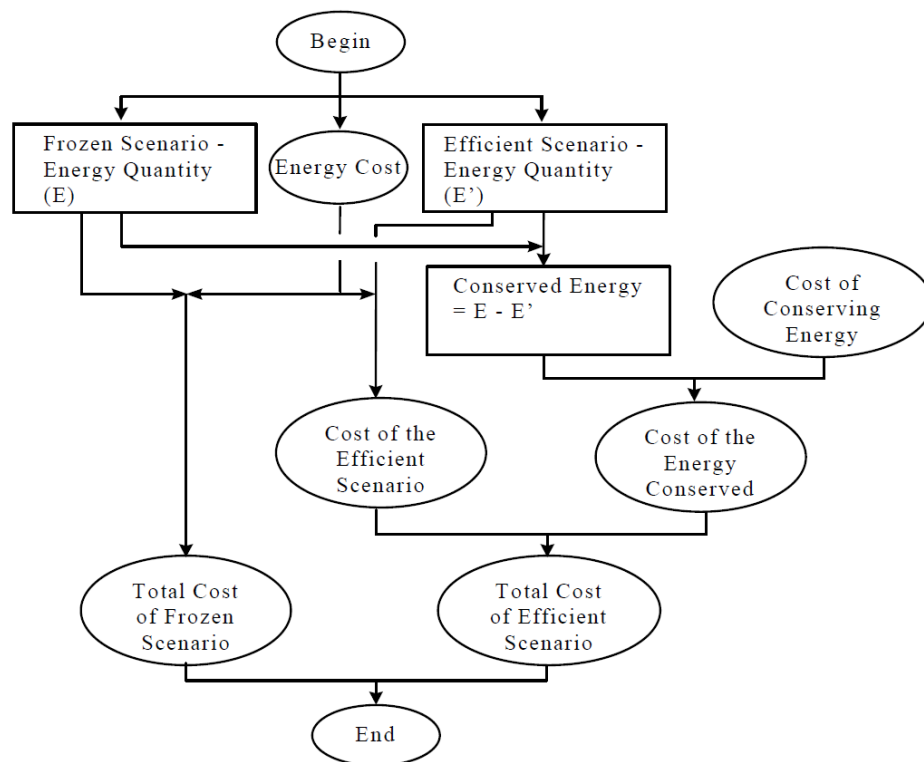 Begin
Frozen Scenario -
Energy Quantity
(E)
Energy Cost
Efficient Scenario -
Energy Quantity
(E’)
Conserved Energy
= E - E’
Cost of
Conserving
Energy
Cost of the
Efficient
Scenario
Cost of the
Energy
Conserved
Total Cost
of Frozen
Scenario
Total Cost
of Efficient
Scenario
End